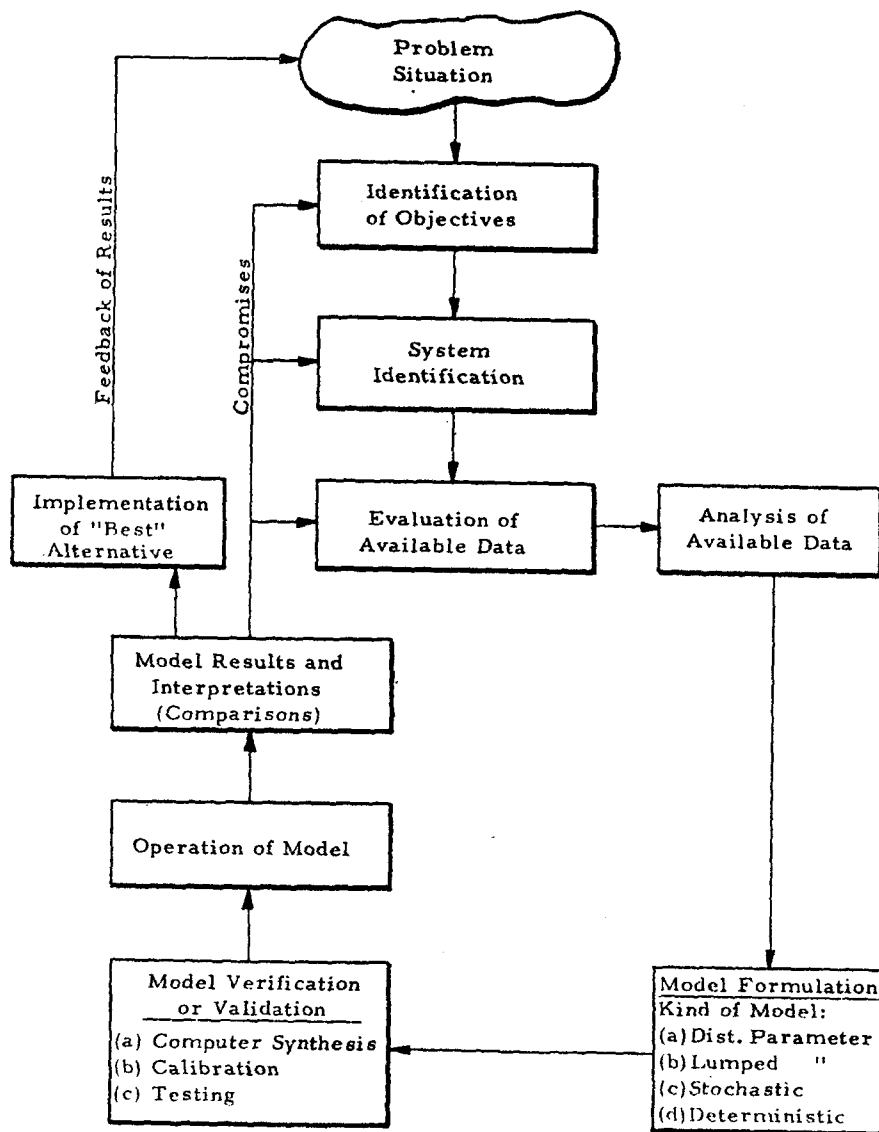 Problem
Situation
Identification
of Objectives
System
Identification
Evaluation of
Available Data
Analysis of
Available Data
Model Formulation
Kind of Model:
(a) Dist. Parameter
(b) Lumped "
(c) Stochastic
(d) Deterministic
Model Verification
or Validation
(a) Computer Synthesis
(b) Calibration
(c) Testing
Operation of Model
Model Results and
Interpretations
(Comparisons)
Compromises
Implementation
of "Best"
Alternative
Feedback of Results